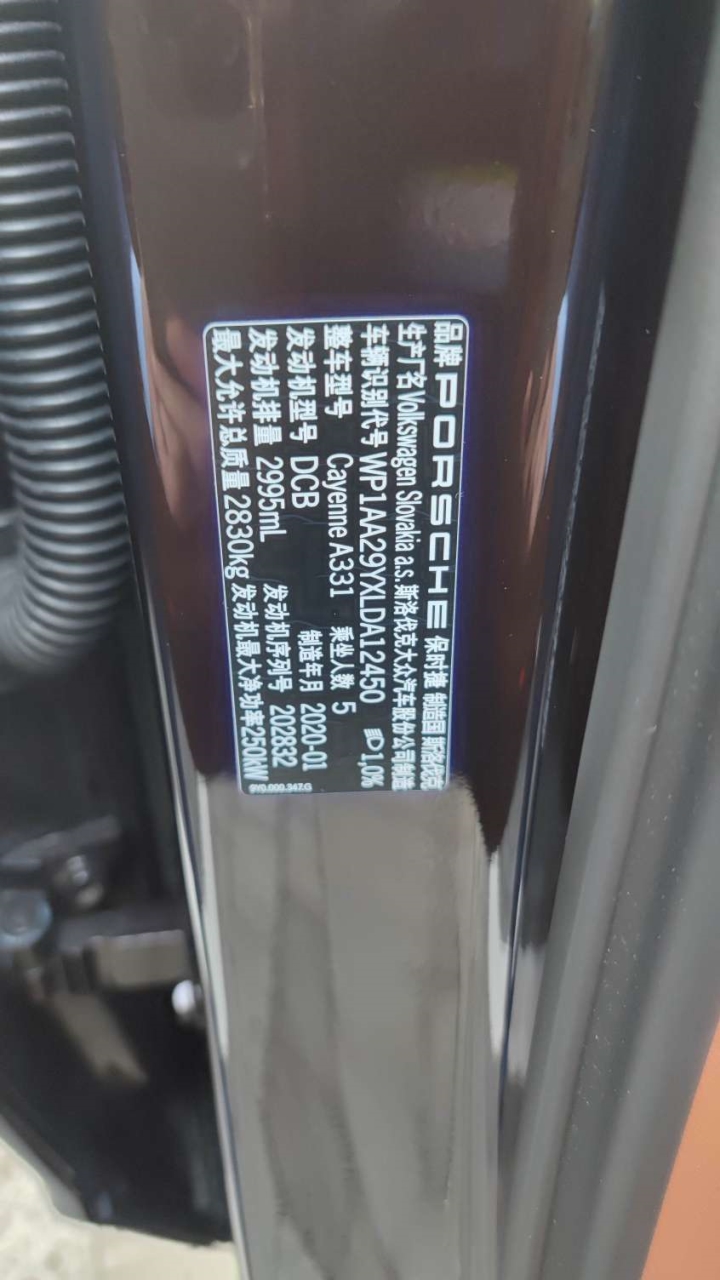 品牌 PORSCHE 保时捷 制造国 斯洛伐克
生产厂名 Volkswagen Slovakia a.s. 斯洛伐克大众汽车股份公司制造
车辆识别代号 WP1AA29YXLDA12450 1,0%
整车型号 Cayenne A331 乘坐人数 5
发动机型号 DCB 制造年月 2020-01
发动机排量 2995mL 发动机序列号 202832
最大允许总质量 2830kg 发动机最大净功率 250kW
9Y0.000.347.G